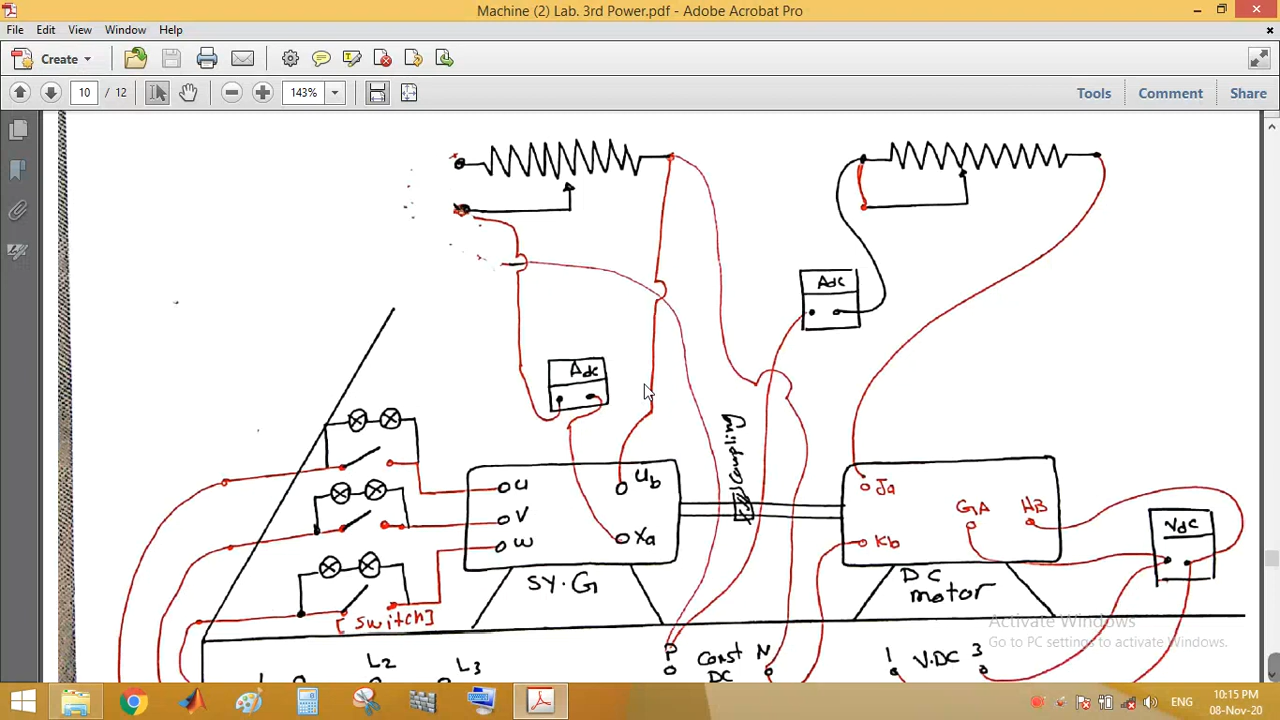 Machine (2) Lab. 3rd Power.pdf - Adobe Acrobat Pro
File Edit View Window Help
Create
10 / 12 143% Tools Comment Share
Adc
Adc
Coupling
U
V
W
Ub
Xa
SY.G
Ja
Kb
GA HB
DC
motor
Vdc
[switch]
L2 L3
P Const N
DC
1 V.DC 3
Activate Windows
Go to PC settings to activate Windows.
ENG 10:15 PM
08-Nov-20